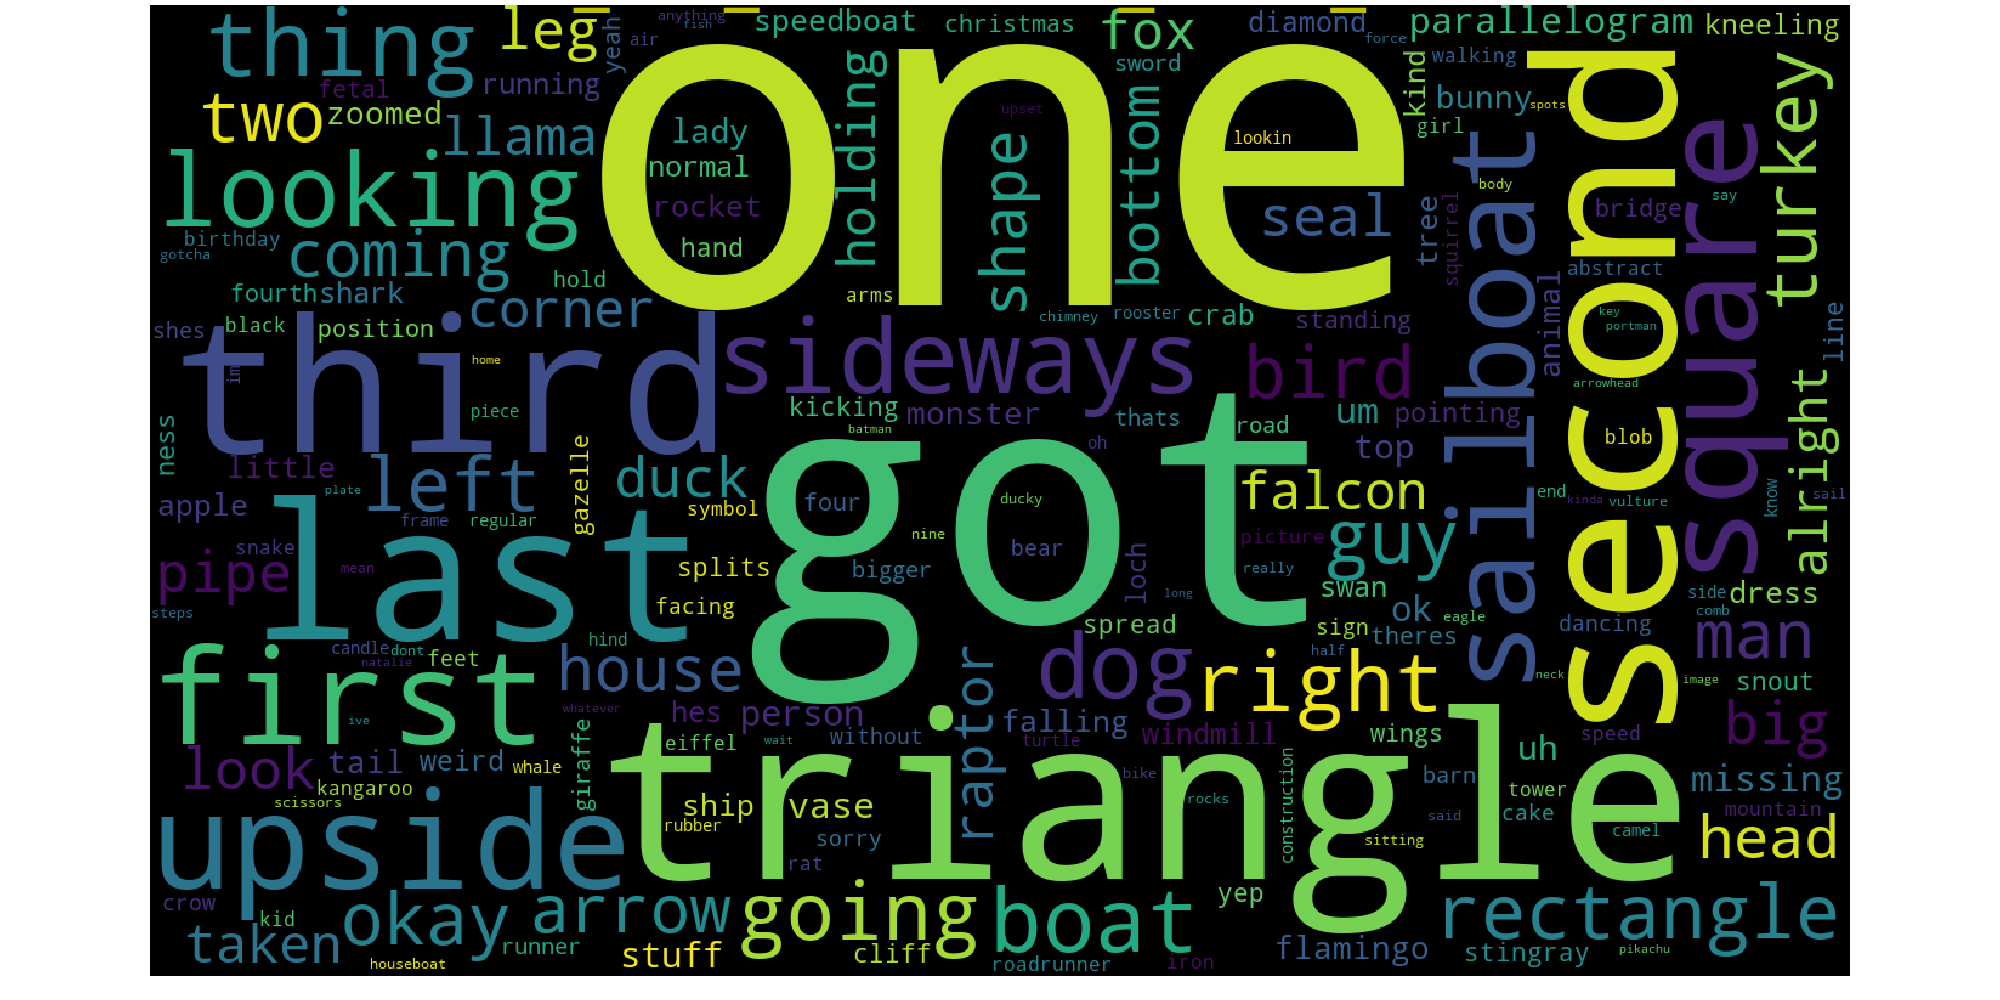 thing
leg
yeah
anything
fish
air
speedboat
christmas
fox
diamond
force
parallelogram
kneeling
fetal
running
sword
walking
kind
two
zoomed
llama
one
lady
normal
rocket
hand
holding
upset
shape
bottom
lookin
seal
girl
bunny
spots
turkey
looking
birthday
gotcha
coming
hold
arms
tree
squirrel
body
sailboat
second
square
bridge
say
abstract
fourth
shark
corner
chimney
rooster
crab
standing
animal
key
portman
line
shes
black
position
im
home
third
sideways
bird
arrowhead
piece
kicking
monster
thats
um
pointing
batman
oh
road
top
blob
alright
ness
little
left
gazelle
duck
got
falcon
end
kinda
vulture
know
sail
apple
plate
frame
regular
symbol
four
ducky
guy
snake
nine
bear
picture
pipe
mean
last
splits
bigger
loch
really
swan
side
dress
steps
facing
long
ok
eagle
comb
hind
spread
sign
theres
dancing
man
candle
dont
natalie
feet
first
house
dog
right
half
neck
image
snout
whatever
ive
hes
person
raptor
falling
windmill
wings
big
look
tail
weird
giraffe
eiffel
wait
without
turtle
triangle
uh
speed
whale
kangaroo
scissors
bike
construction
barn
tower
missing
upside
ship
vase
rocks
said
cake
mountain
rubber
sorry
sitting
camel
head
rat
crow
kid
okay
arrow
going
boat
yep
rectangle
taken
runner
stuff
cliff
roadrunner
iron
flamingo
stingray
pikachu
houseboat